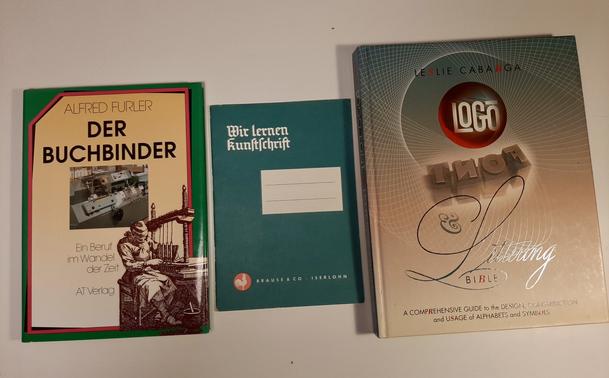 ALFRED FURLER
DER
BUCHBINDER
Ein Beruf
im Wandel
der Zeit
AT Verlag
Wir lernen
Kunstschrift
BRAUSE & CO · ISERLOHN
LESLIE CABARGA
LOGO
FONT
&
Lettering
BIBLE
A COMPREHENSIVE GUIDE to the DESIGN, CONSTRUCTION
and USAGE of ALPHABETS and SYMBOLS